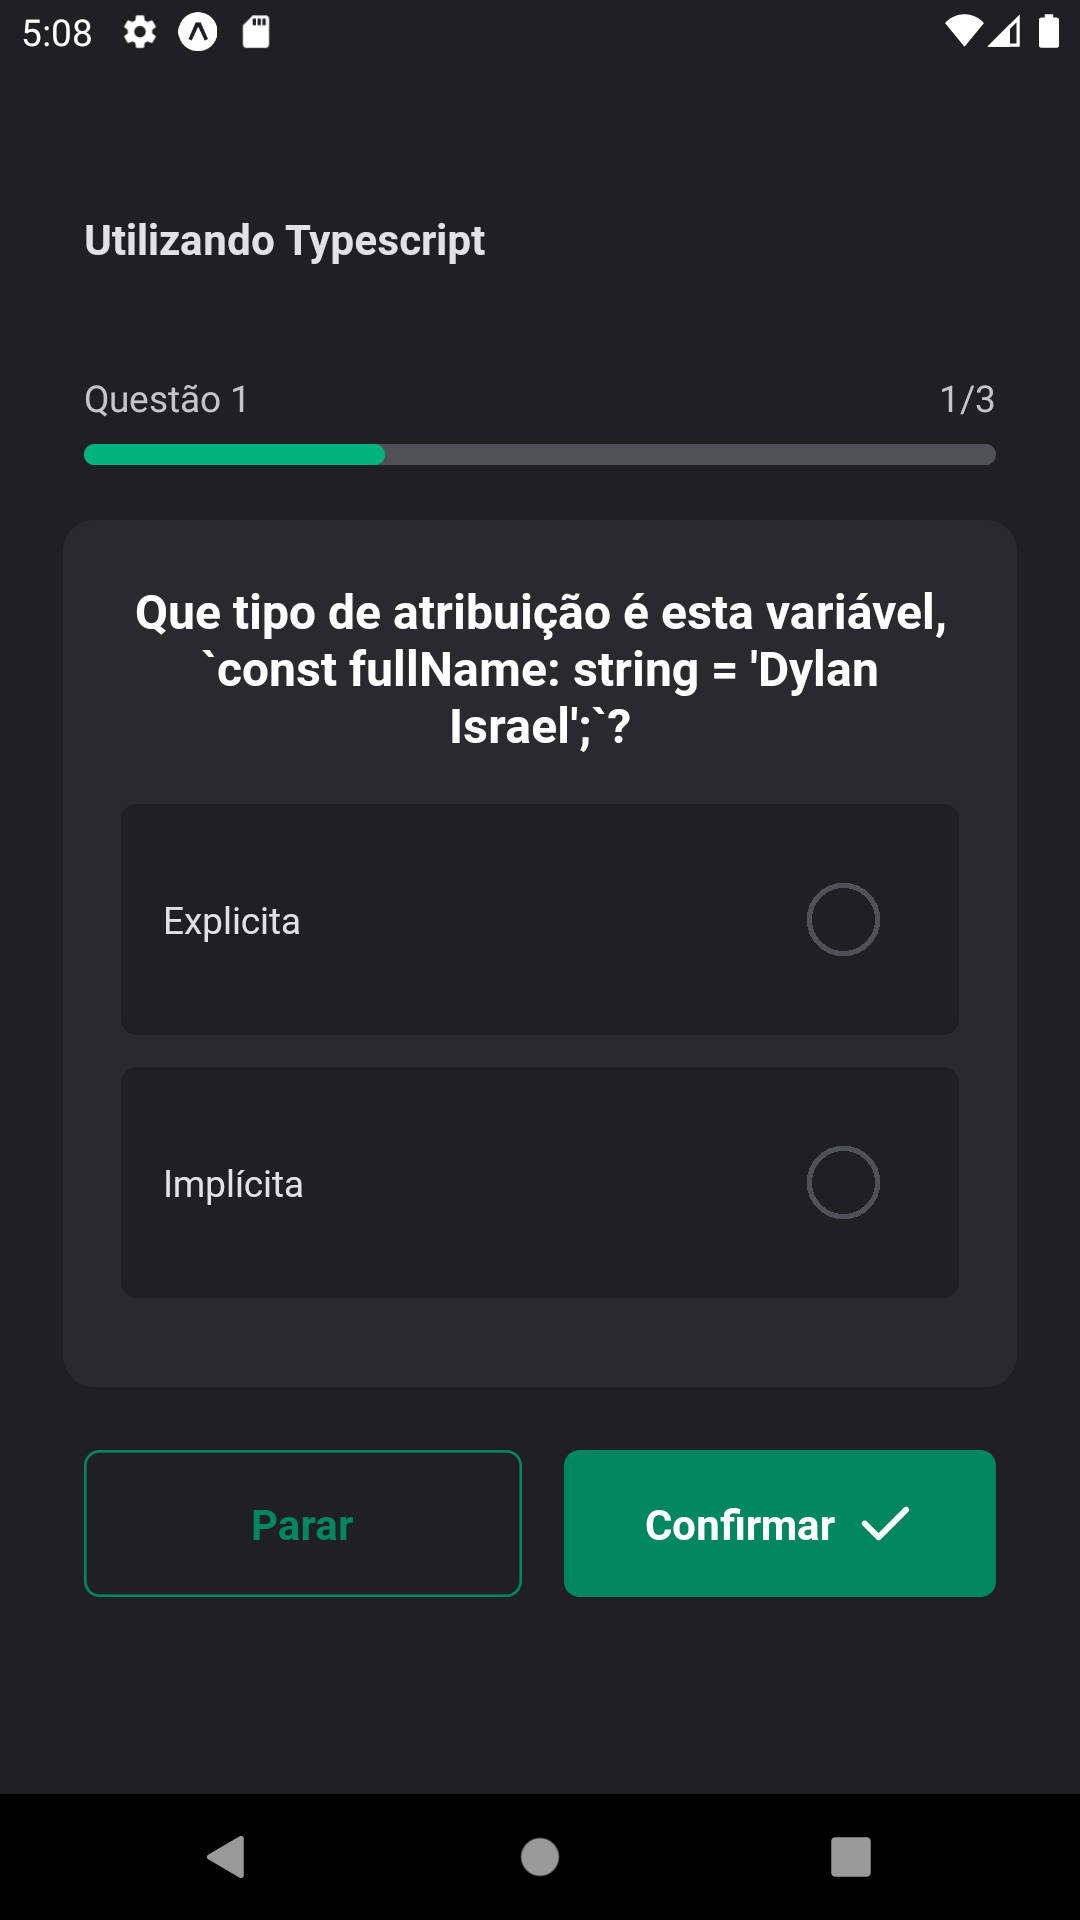 5:08
Utilizando Typescript
Questão 1
1/3
Que tipo de atribuição é esta variável,
`const fullName: string = 'Dylan
Israel';`?
Explicita
Implícita
Parar
Confirmar